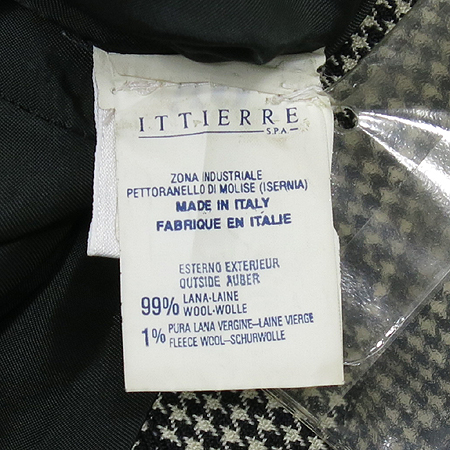 ITTIERRE
S.P.A.
ZONA INDUSTRIALE
PETTORANELLO DI MOLISE (ISERNIA)
MADE IN ITALY
FABRIQUE EN ITALIE
ESTERNO EXTERIEUR
OUTSIDE AUBER
99% LANA-LAINE
WOOL-WOLLE
1% PURA LANA VERGINE-LAINE VIERGE
FLEECE WOOL-SCHURWOLLE